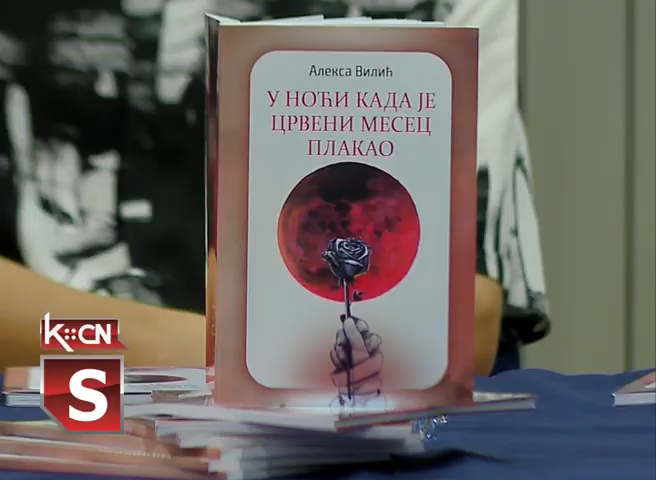 Алекса Вилић
У НОЋИ КАДА ЈЕ
ЦРВЕНИ МЕСЕЦ
ПЛАКАО
K::CN
S